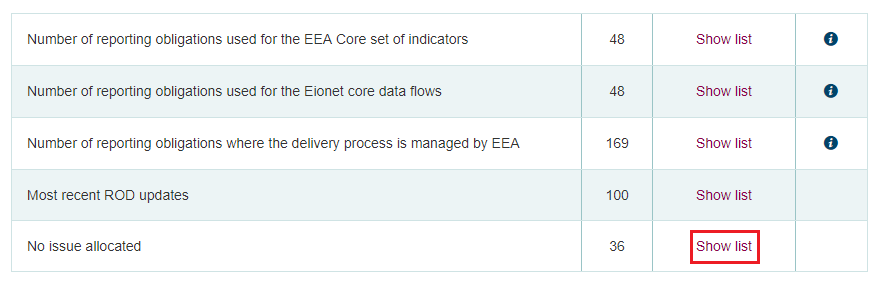 Number of reporting obligations used for the EEA Core set of indicators 48 Show list
Number of reporting obligations used for the Eionet core data flows 48 Show list
Number of reporting obligations where the delivery process is managed by EEA 169 Show list
Most recent ROD updates 100 Show list
No issue allocated 36 Show list